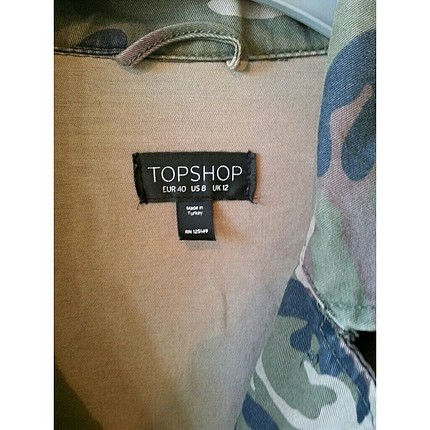 TOPSHOP
EUR 40 US 8 UK 12
Made in
Turkey
RN 125149